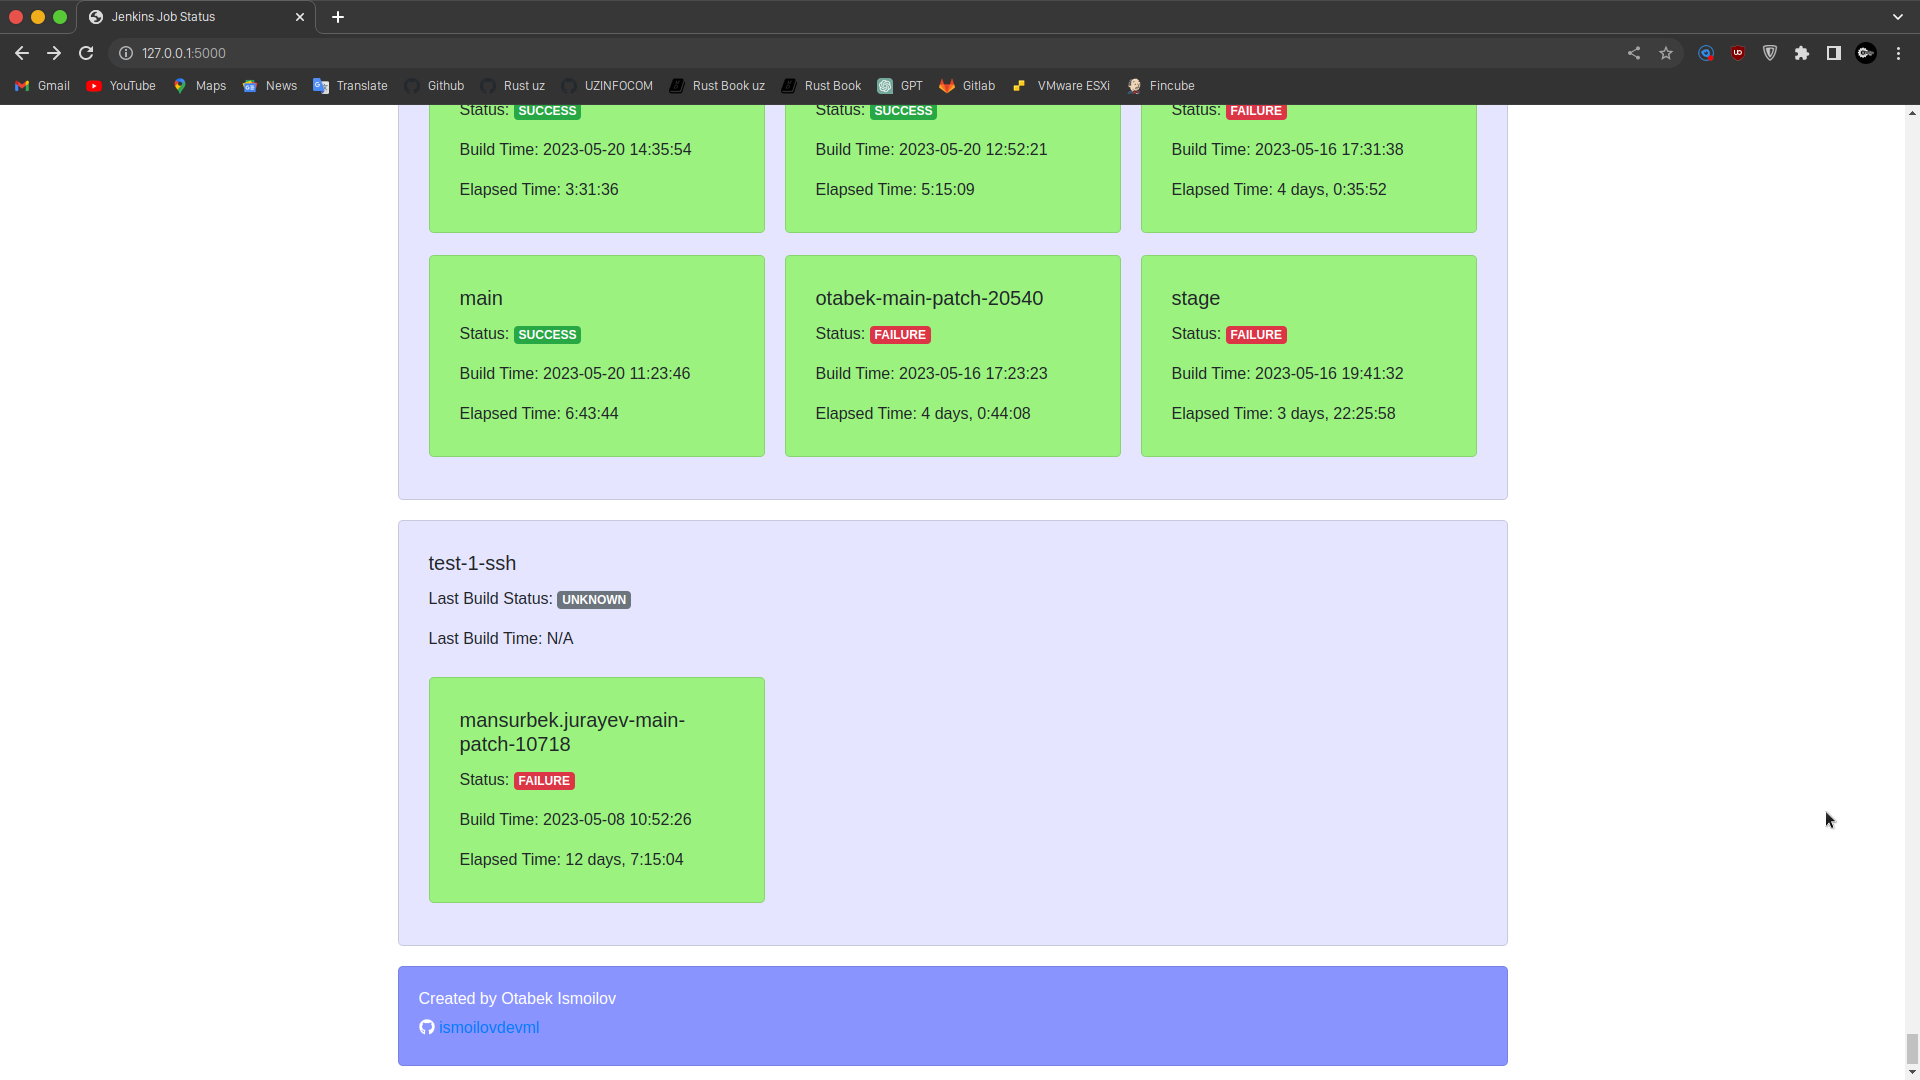 Jenkins Job Status
127.0.0.1:5000
Gmail YouTube Maps News Translate Github Rust uz UZINFOCOM Rust Book uz Rust Book GPT Gitlab VMware ESXi Fincube
Status: SUCCESS
Build Time: 2023-05-20 14:35:54
Elapsed Time: 3:31:36
Status: SUCCESS
Build Time: 2023-05-20 12:52:21
Elapsed Time: 5:15:09
Status: FAILURE
Build Time: 2023-05-16 17:31:38
Elapsed Time: 4 days, 0:35:52
main
Status: SUCCESS
Build Time: 2023-05-20 11:23:46
Elapsed Time: 6:43:44
otabek-main-patch-20540
Status: FAILURE
Build Time: 2023-05-16 17:23:23
Elapsed Time: 4 days, 0:44:08
stage
Status: FAILURE
Build Time: 2023-05-16 19:41:32
Elapsed Time: 3 days, 22:25:58
test-1-ssh
Last Build Status: UNKNOWN
Last Build Time: N/A
mansurbek.jurayev-main-
patch-10718
Status: FAILURE
Build Time: 2023-05-08 10:52:26
Elapsed Time: 12 days, 7:15:04
Created by Otabek Ismoilov
ismoilovdevml